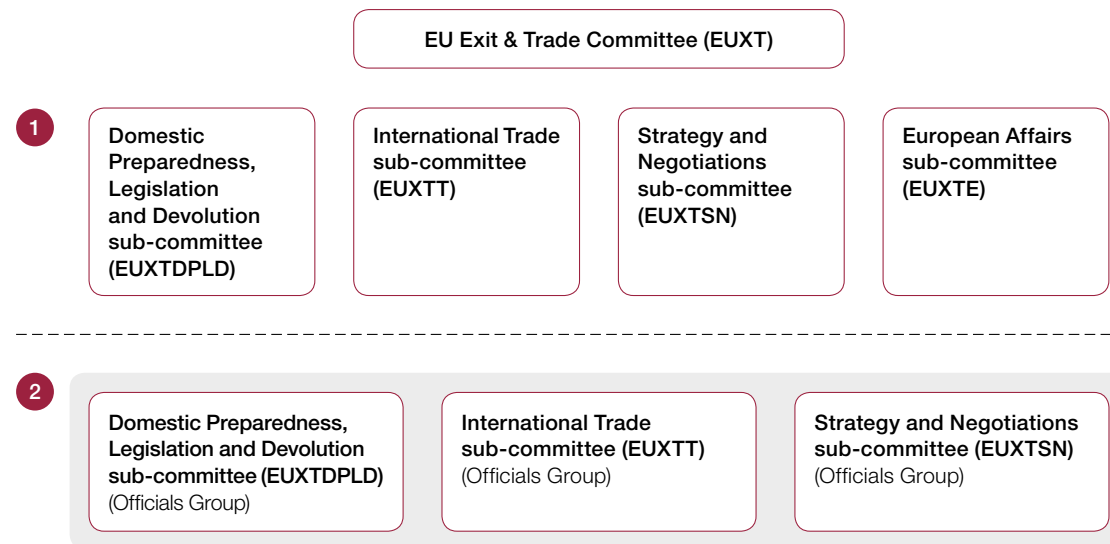 EU Exit & Trade Committee (EUXT)
1
Domestic
Preparedness,
Legislation
and Devolution
sub-committee
(EUXTDPLD)
International Trade
sub-committee
(EUXTT)
Strategy and
Negotiations
sub-committee
(EUXTSN)
European Affairs
sub-committee
(EUXTE)
2
Domestic Preparedness,
Legislation and Devolution
sub-committee (EUXTDPLD)
(Officials Group)
International Trade
sub-committee (EUXTT)
(Officials Group)
Strategy and Negotiations
sub-committee (EUXTSN)
(Officials Group)